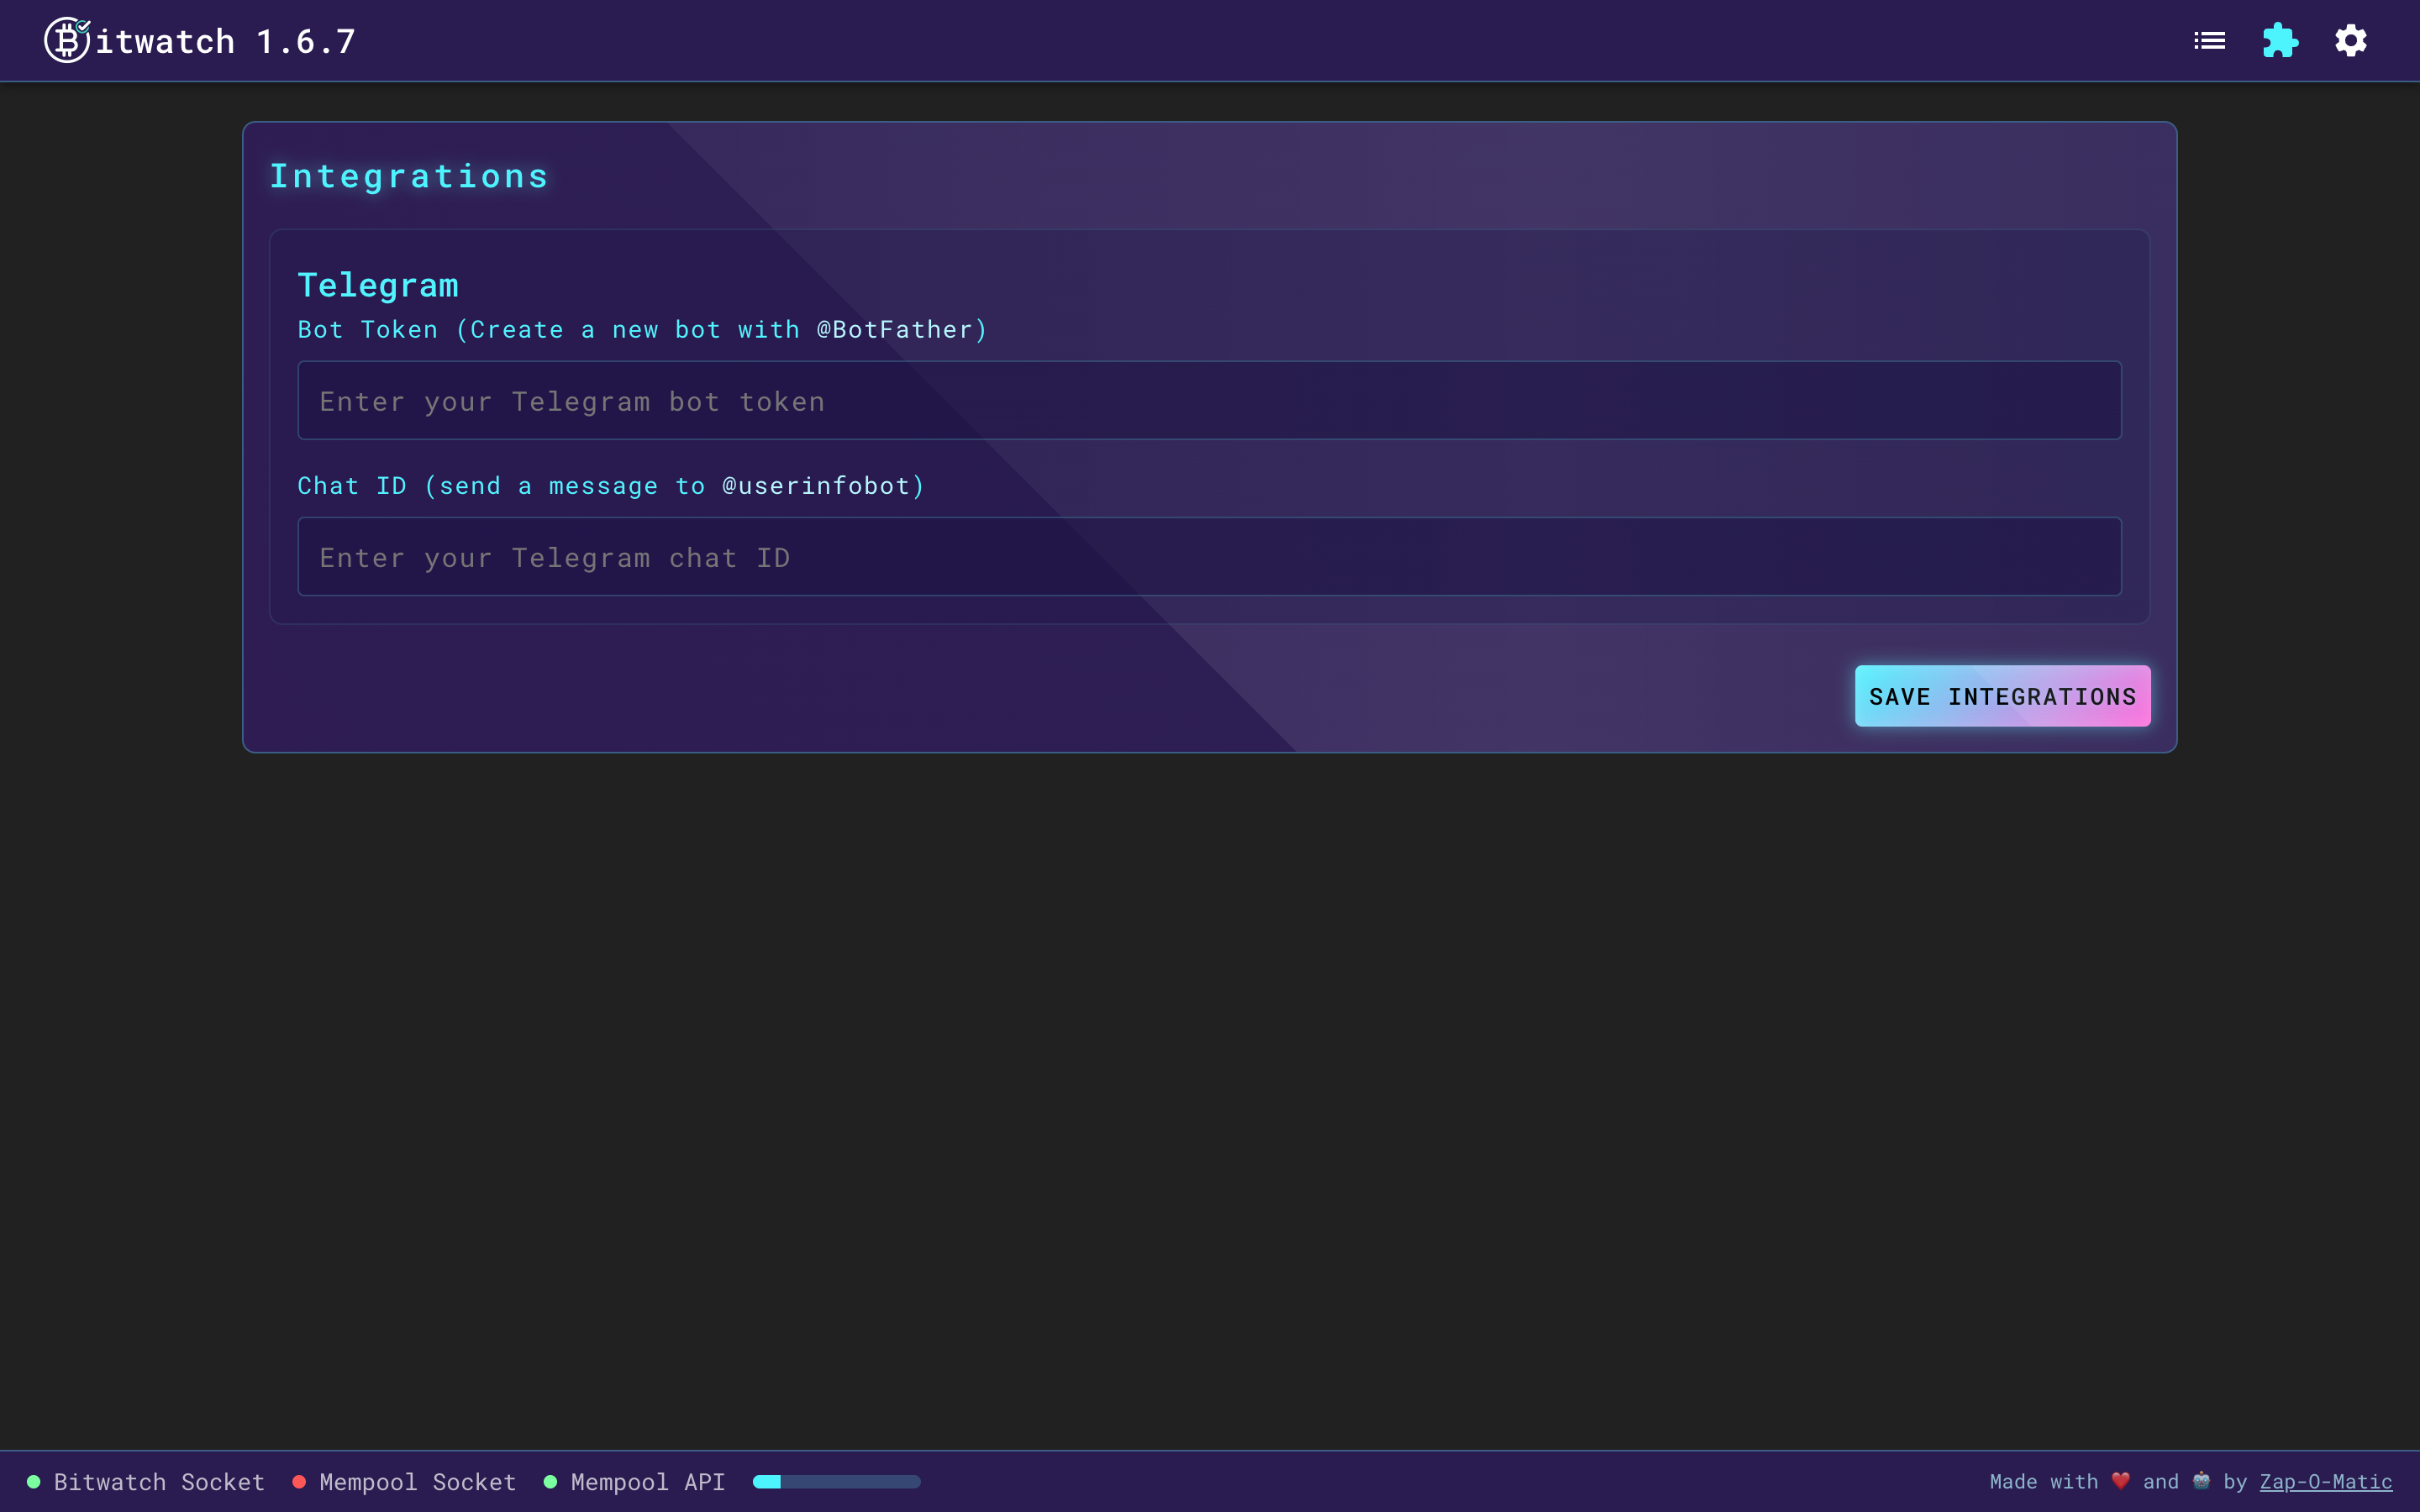 Bitwatch 1.6.7
Integrations
Telegram
Bot Token (Create a new bot with @BotFather)
Enter your Telegram bot token
Chat ID (send a message to @userinfobot)
Enter your Telegram chat ID
SAVE INTEGRATIONS
Bitwatch Socket Mempool Socket Mempool API
Made with ❤️ and 🤖 by Zap-O-Matic